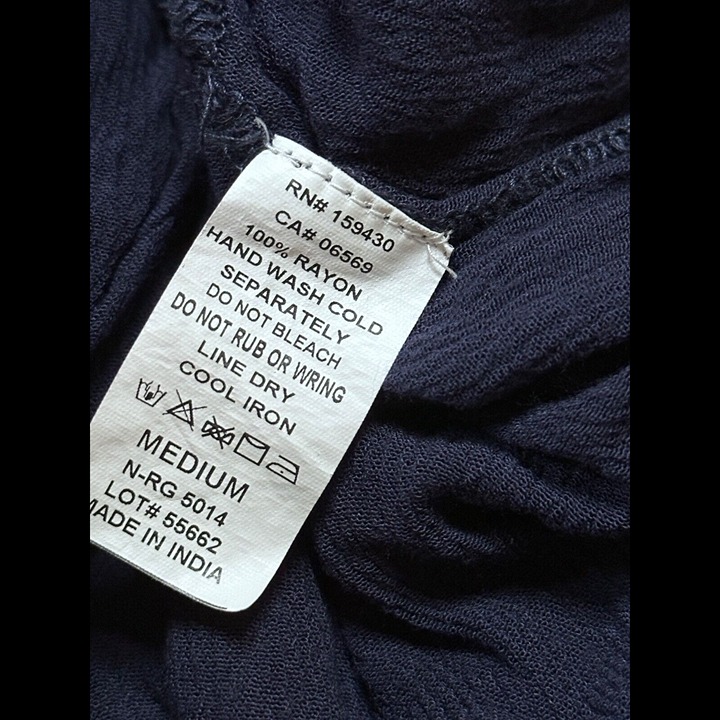 RN# 159430
CA# 06569
100% RAYON
HAND WASH COLD
SEPARATELY
DO NOT BLEACH
DO NOT RUB OR WRING
LINE DRY
COOL IRON
MEDIUM
N-RG 5014
LOT# 55662
MADE IN INDIA